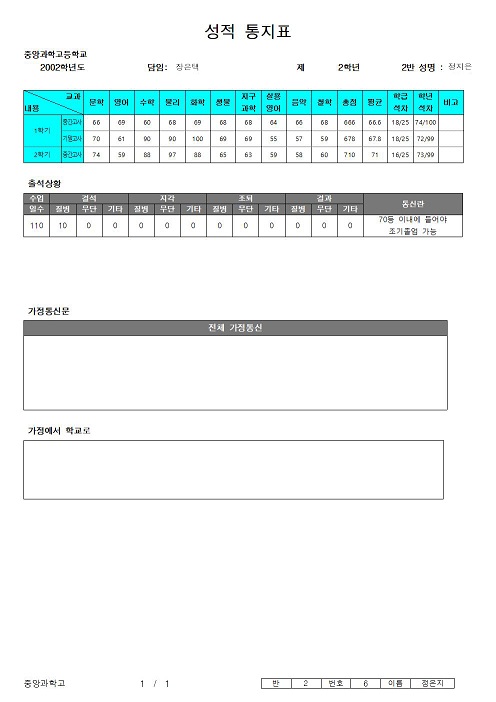 성적 통지표
중앙과학고등학교
2002학년도 담임: 장은택 제 2학년 2반 성명 : 정지은
교과 내용 문학 영어 수학 물리 화학 생물 지구과학 실용영어 음악 철학 총점 평균 학급석차 학년석차 비고
1학기 중간고사 66 69 60 68 69 68 68 64 66 68 666 66.6 18/25 74/100
기말고사 70 61 90 90 100 69 69 55 57 59 678 67.8 18/25 72/99
2학기 중간고사 74 59 88 97 88 65 63 59 58 60 710 71 16/25 73/99
출석상황
수업 결석 지각 조퇴 결과 통신란
일수 질병 무단 기타 질병 무단 기타 질병 무단 기타 질병 무단 기타
110 10 0 0 0 0 0 0 0 0 0 0 0 70등 이내에 들어야
조기졸업 가능
가정통신문
전체 가정통신
가정에서 학교로
중앙과학고 1 / 1 반 2 번호 6 이름 정은지